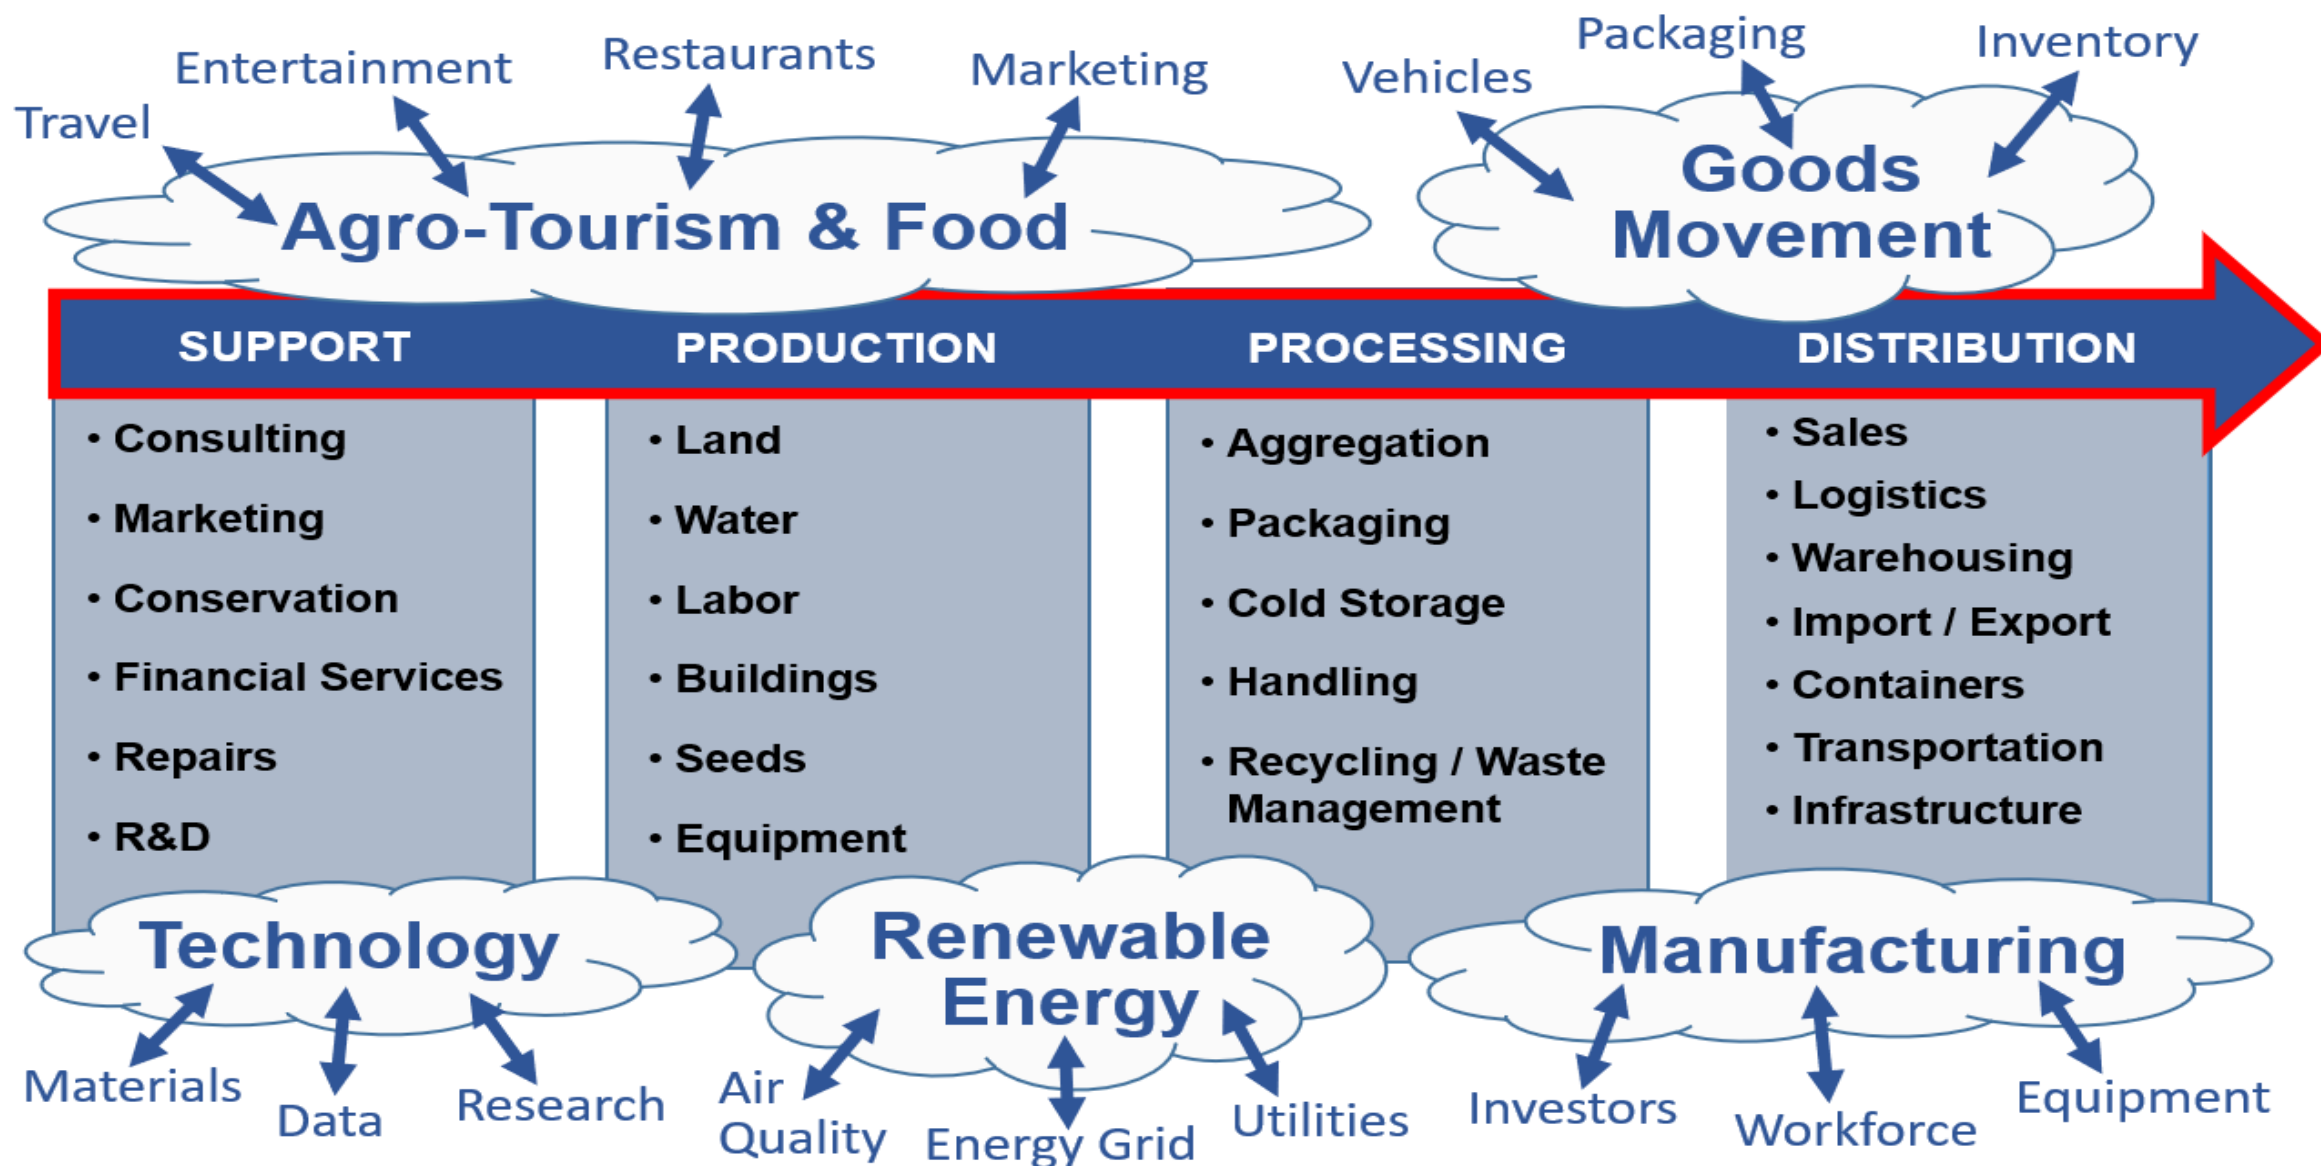 Travel
Entertainment
Restaurants
Marketing
Vehicles
Packaging
Inventory
Agro-Tourism & Food
Goods
Movement
SUPPORT
PRODUCTION
PROCESSING
DISTRIBUTION
• Consulting
• Marketing
• Conservation
• Financial Services
• Repairs
• R&D
• Land
• Water
• Labor
• Buildings
• Seeds
• Equipment
• Aggregation
• Packaging
• Cold Storage
• Handling
• Recycling / Waste
Management
• Sales
• Logistics
• Warehousing
• Import / Export
• Containers
• Transportation
• Infrastructure
Technology
Renewable
Energy
Manufacturing
Materials
Data
Research
Air
Quality
Energy Grid
Utilities
Investors
Workforce
Equipment